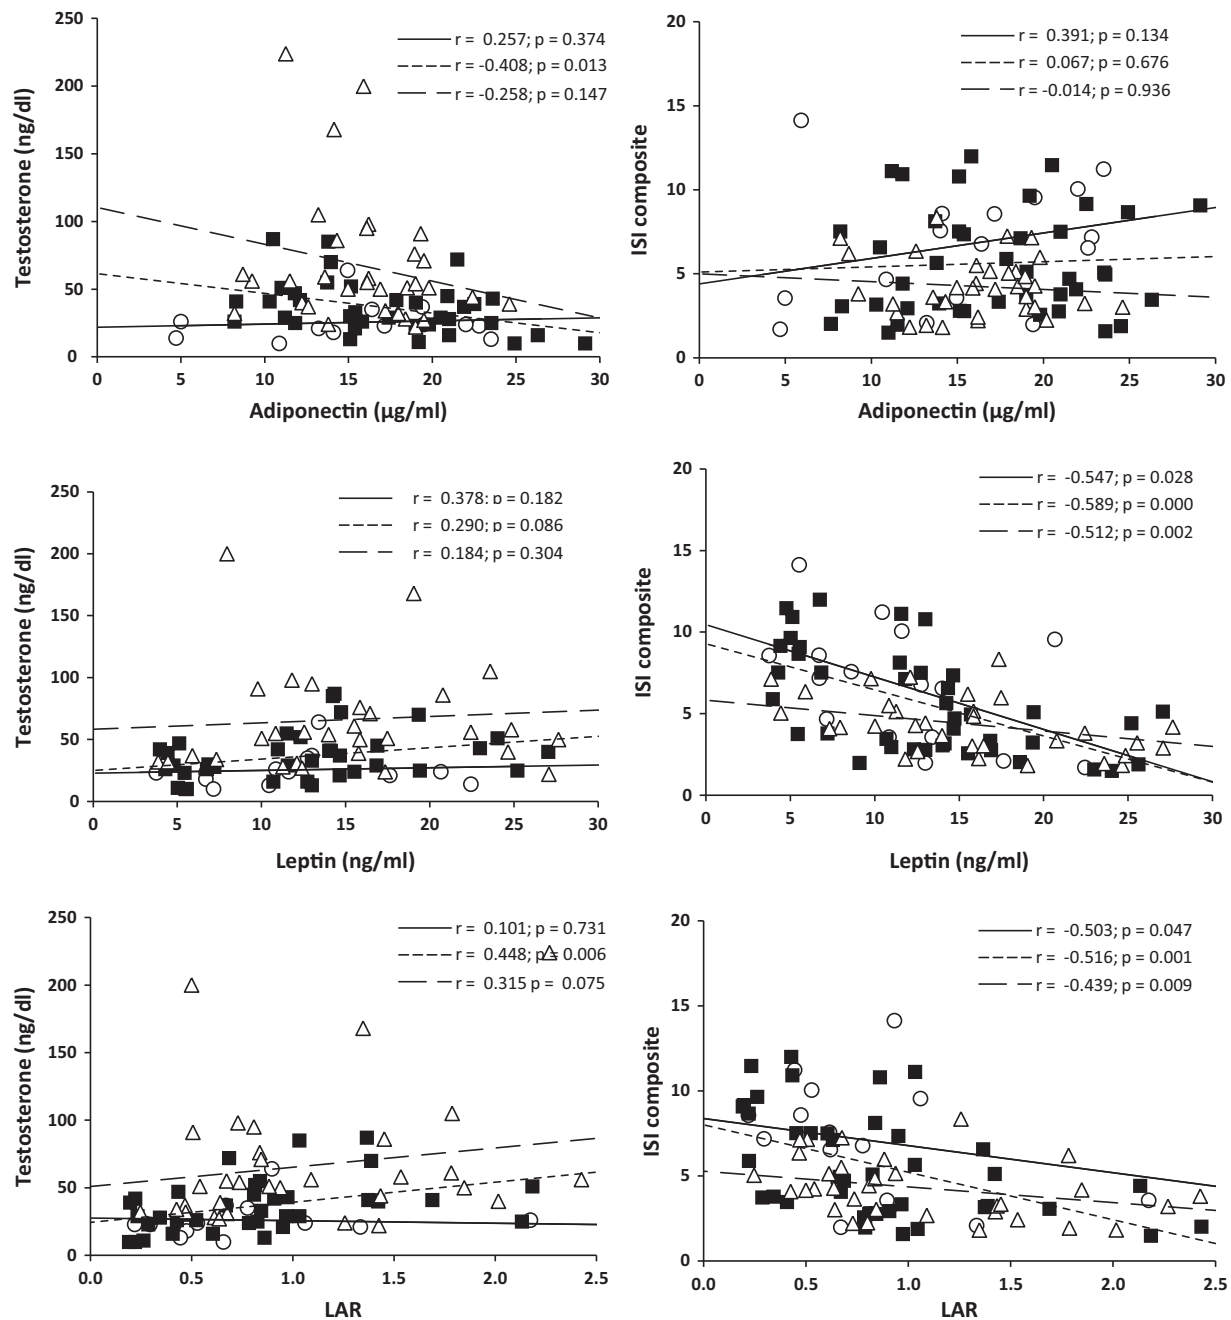 250
200
150
100
50
0
Testosterone (ng/dl)
r = 0.257; p = 0.374
r = -0.408; p = 0.013
r = -0.258; p = 0.147
0 5 10 15 20 25 30
Adiponectin (µg/ml)
20
15
10
5
0
ISI composite
r = 0.391; p = 0.134
r = 0.067; p = 0.676
r = -0.014; p = 0.936
0 5 10 15 20 25 30
Adiponectin (µg/ml)
250
200
150
100
50
0
Testosterone (ng/dl)
r = 0.378; p = 0.182
r = 0.290; p = 0.086
r = 0.184; p = 0.304
0 5 10 15 20 25 30
Leptin (ng/ml)
20
15
10
5
0
ISI composite
r = -0.547; p = 0.028
r = -0.589; p = 0.000
r = -0.512; p = 0.002
0 5 10 15 20 25 30
Leptin (ng/ml)
250
200
150
100
50
0
Testosterone (ng/dl)
r = 0.101; p = 0.731
r = 0.448; p = 0.006
r = 0.315 p = 0.075
0.0 0.5 1.0 1.5 2.0 2.5
LAR
20
15
10
5
0
ISI composite
r = -0.503; p = 0.047
r = -0.516; p = 0.001
r = -0.439; p = 0.009
0.0 0.5 1.0 1.5 2.0 2.5
LAR